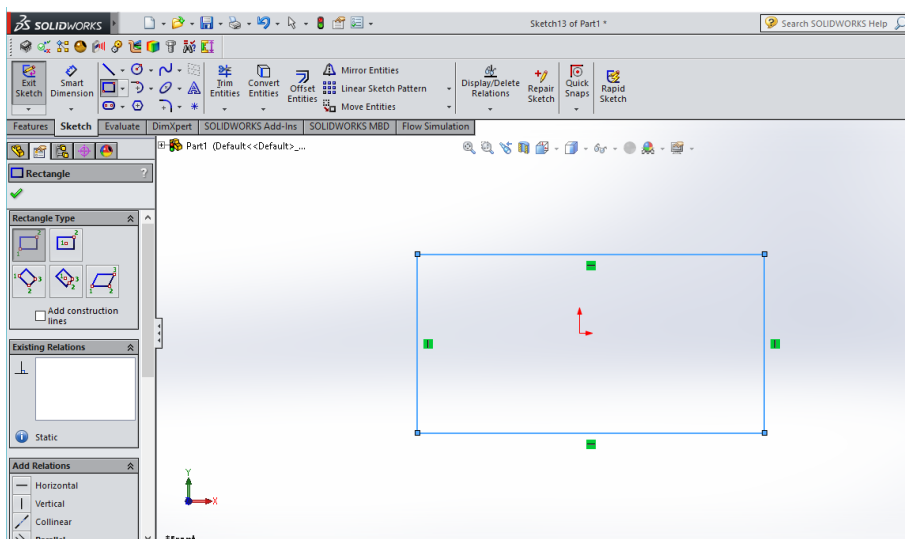 SOLIDWORKS
Sketch13 of Part1 *
Search SOLIDWORKS Help
Exit Sketch
Smart Dimension
Trim Entities
Convert Entities
Offset Entities
Mirror Entities
Linear Sketch Pattern
Move Entities
Display/Delete Relations
Repair Sketch
Quick Snaps
Rapid Sketch
Features Sketch Evaluate DimXpert SOLIDWORKS Add-Ins SOLIDWORKS MBD Flow Simulation
Part1 (Default<<Default>_...
Rectangle ?
Rectangle Type
Add construction
lines
Existing Relations
Static
Add Relations
Horizontal
Vertical
Collinear
Y
X